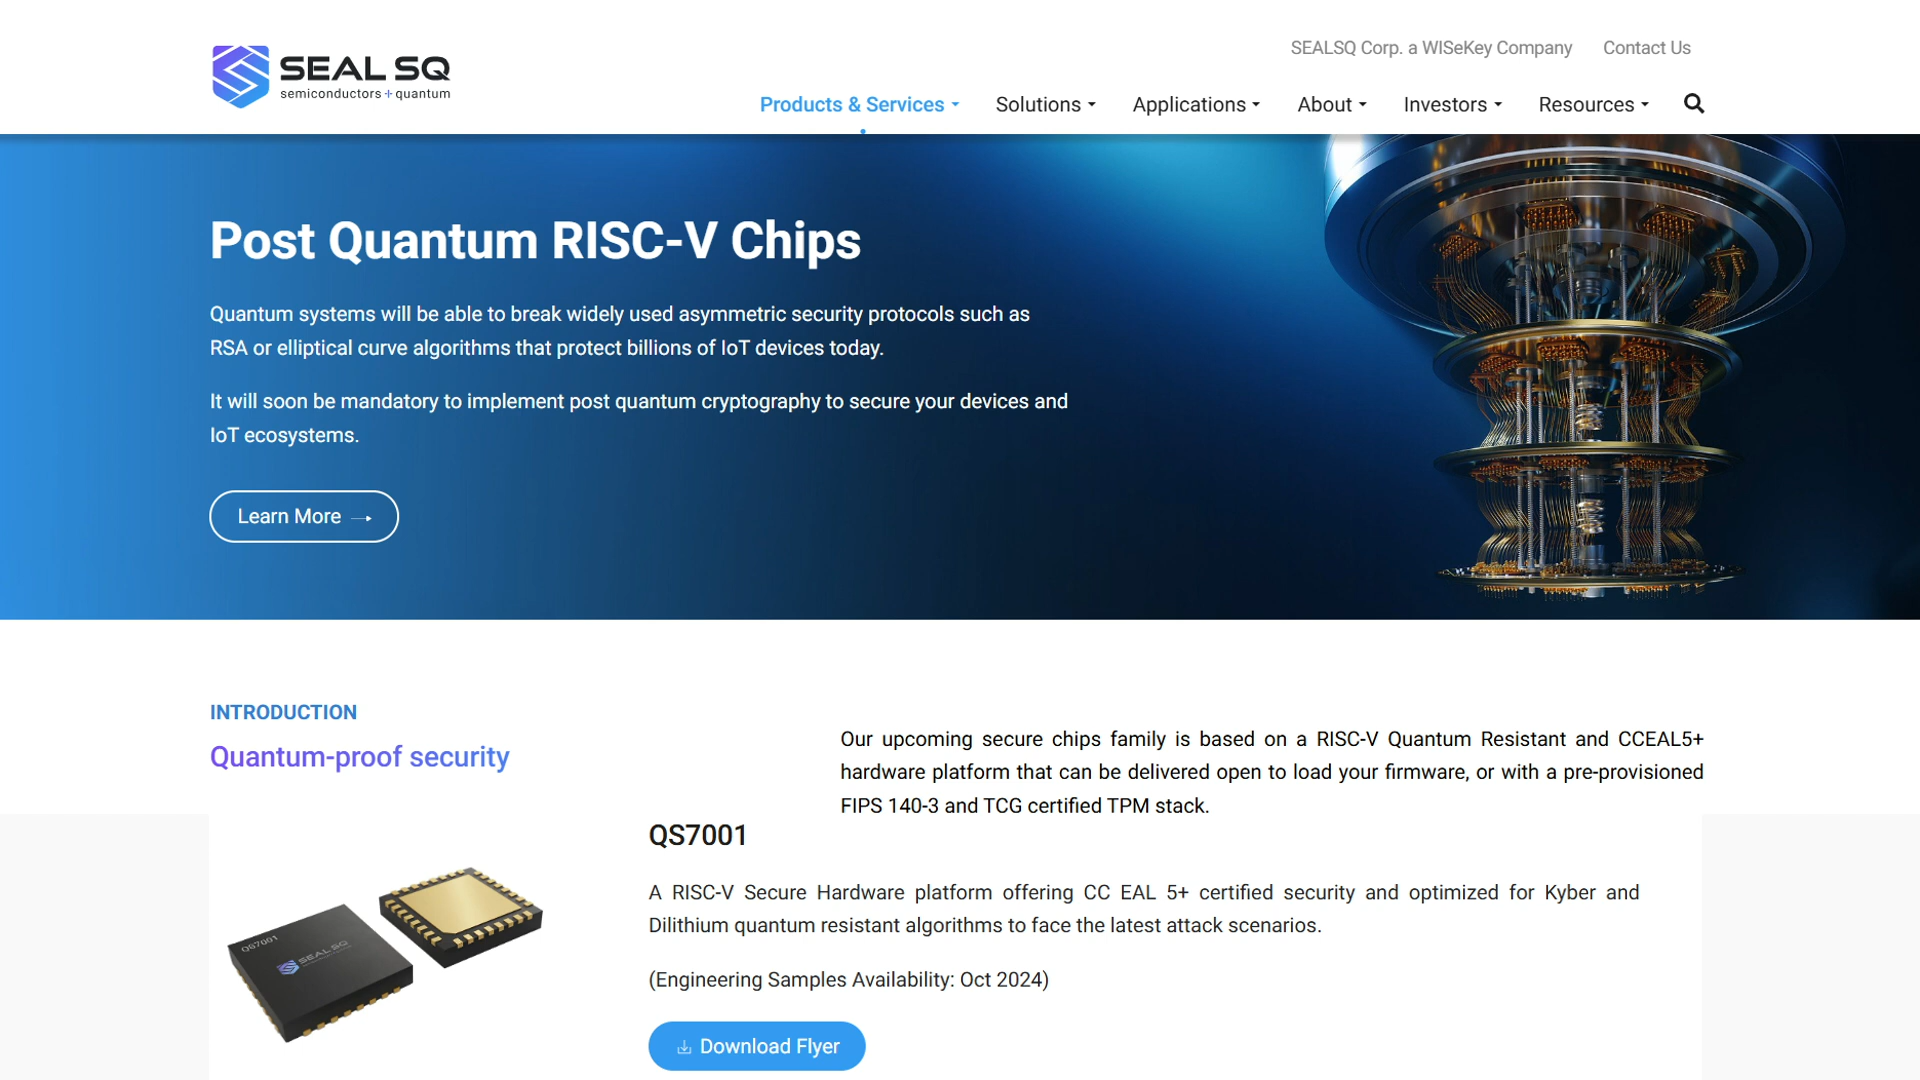 SEAL SQ
semiconductors + quantum
SEALSQ Corp. a WISeKey Company
Contact Us
Products & Services
Solutions
Applications
About
Investors
Resources
Post Quantum RISC-V Chips
Quantum systems will be able to break widely used asymmetric security protocols such as
RSA or elliptical curve algorithms that protect billions of IoT devices today.
It will soon be mandatory to implement post quantum cryptography to secure your devices and
IoT ecosystems.
Learn More
INTRODUCTION
Quantum-proof security
Our upcoming secure chips family is based on a RISC-V Quantum Resistant and CCEAL5+
hardware platform that can be delivered open to load your firmware, or with a pre-provisioned
FIPS 140-3 and TCG certified TPM stack.
QS7001
SEAL SQ
QS7001
A RISC-V Secure Hardware platform offering CC EAL 5+ certified security and optimized for Kyber and
Dilithium quantum resistant algorithms to face the latest attack scenarios.
(Engineering Samples Availability: Oct 2024)
Download Flyer